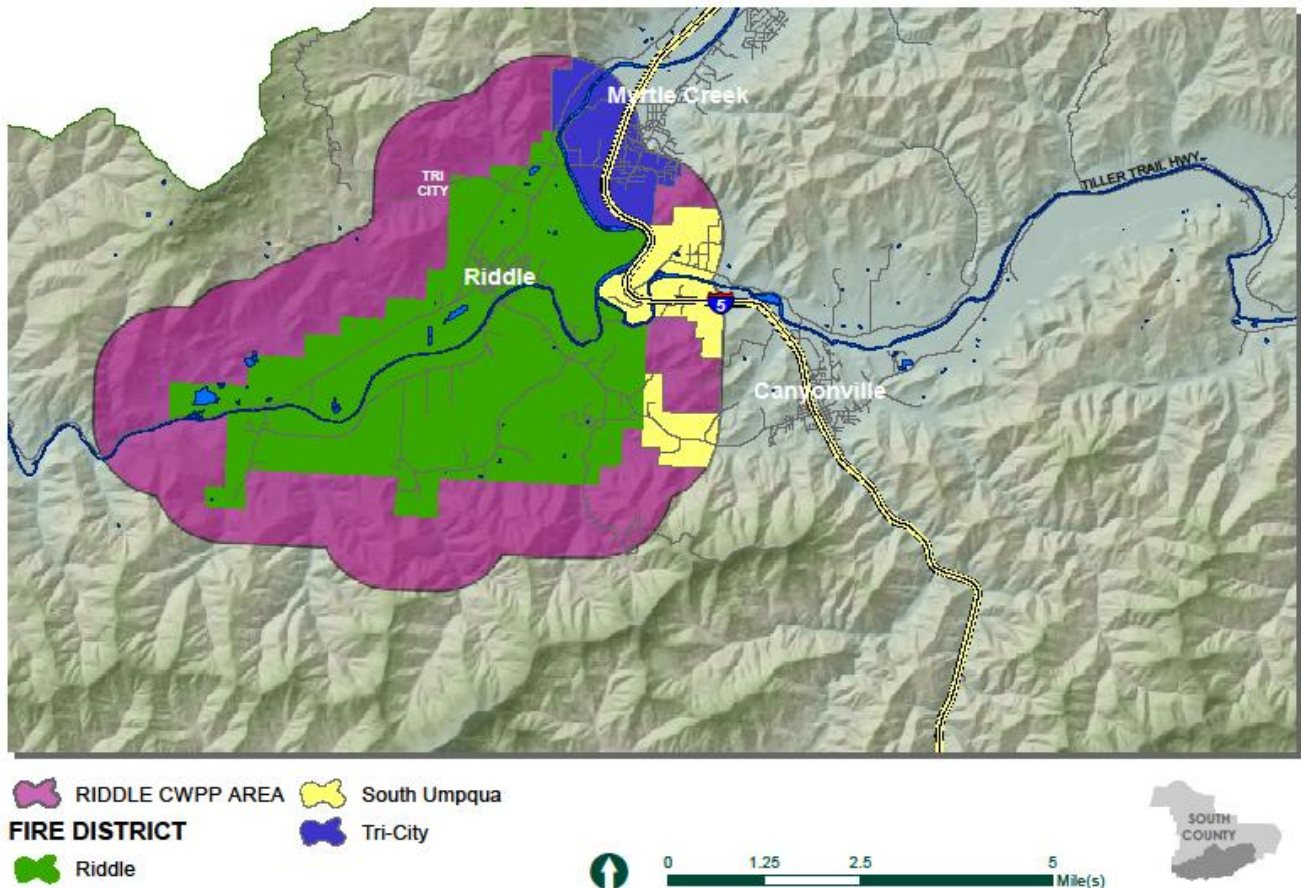 Myrtle Creek
TRI
CITY
TILLER TRAIL HWY
Riddle
5
Canyonville
RIDDLE CWPP AREA
South Umpqua
FIRE DISTRICT
Tri-City
Riddle
0 1.25 2.5 5
Mile(s)
SOUTH
COUNTY